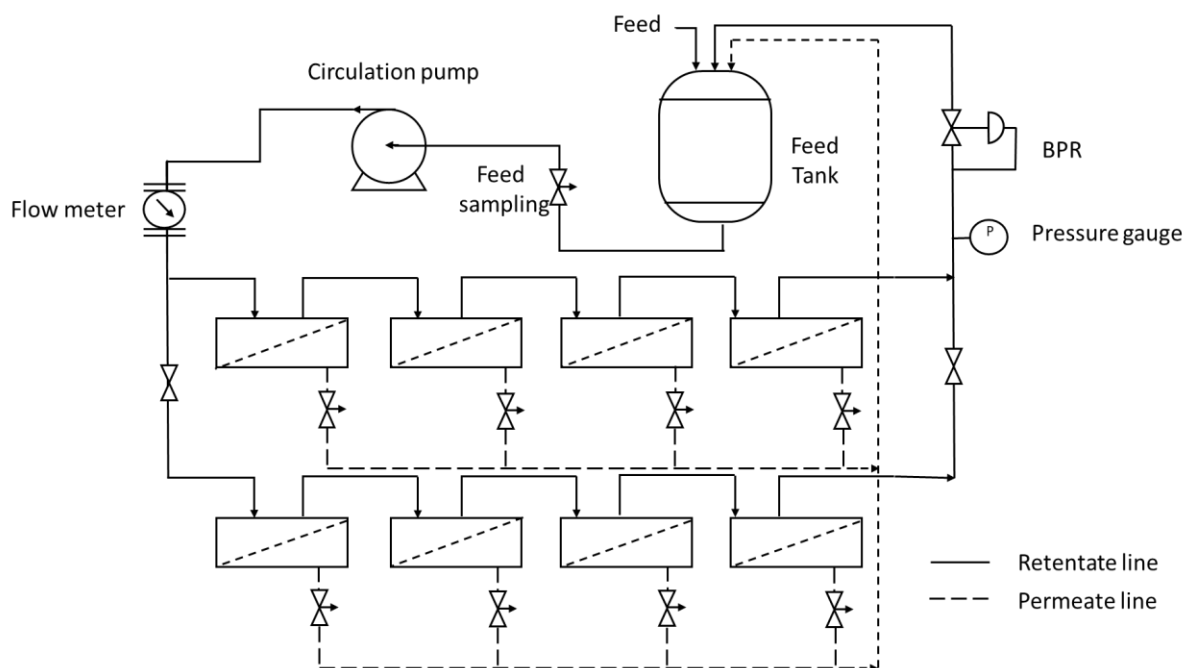 Feed
Circulation pump
Feed
Tank
BPR
Feed
sampling
Flow meter
P
Pressure gauge
Retentate line
Permeate line